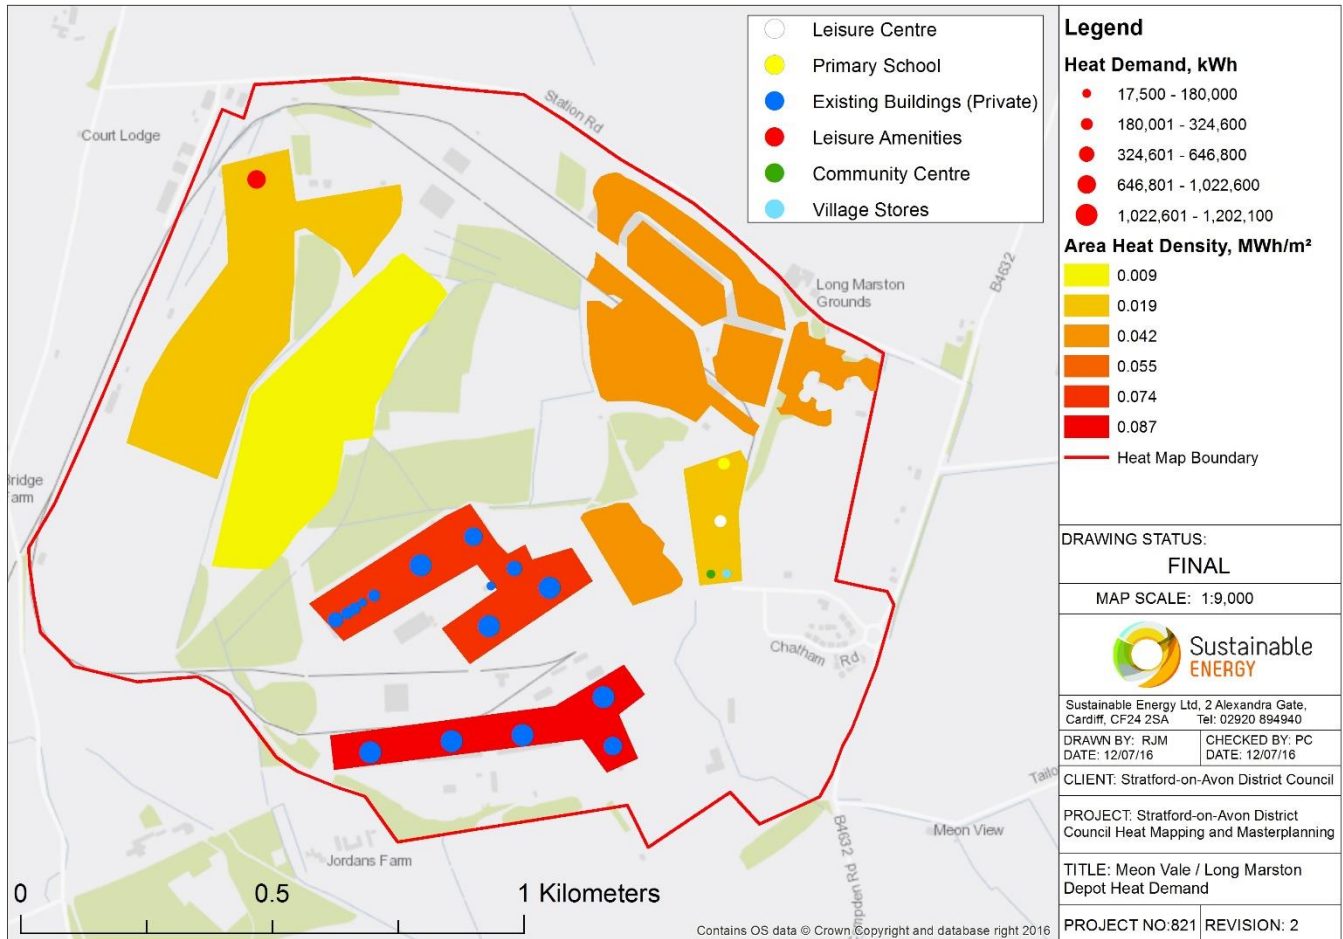 Leisure Centre
Primary School
Existing Buildings (Private)
Leisure Amenities
Community Centre
Village Stores
Court Lodge
Station Rd
B4632
Long Marston
Grounds
Bridge
Farm
Chatham Rd
Jordans Farm
Meon View
B4632
0
0.5
1 Kilometers
Contains OS data © Crown Copyright and database right 2016
Legend
Heat Demand, kWh
17,500 - 180,000
180,001 - 324,600
324,601 - 646,800
646,801 - 1,022,600
1,022,601 - 1,202,100
Area Heat Density, MWh/m²
0.009
0.019
0.042
0.055
0.074
0.087
Heat Map Boundary
DRAWING STATUS:
FINAL
MAP SCALE: 1:9,000
Sustainable
ENERGY
Sustainable Energy Ltd, 2 Alexandra Gate,
Cardiff, CF24 2SA Tel: 02920 894940
DRAWN BY: RJM
DATE: 12/07/16
CHECKED BY: PC
DATE: 12/07/16
CLIENT: Stratford-on-Avon District Council
PROJECT: Stratford-on-Avon District
Council Heat Mapping and Masterplanning
TITLE: Meon Vale / Long Marston
Depot Heat Demand
PROJECT NO:821
REVISION: 2